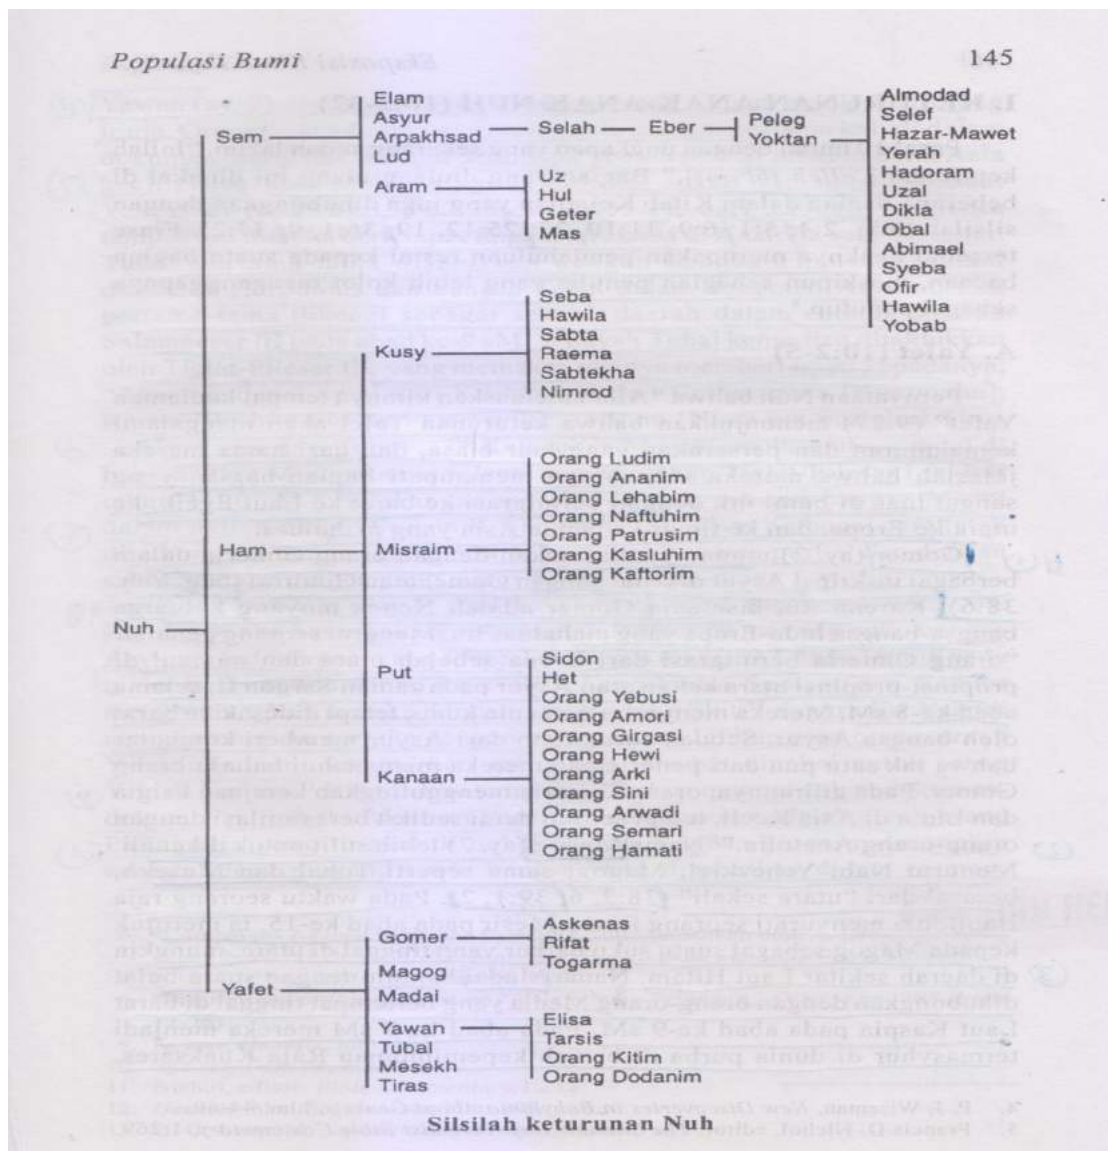 Populasi Bumi
145
Nuh
Sem
Elam
Asyur
Arpakhsad
Lud
Aram
Selah
Eber
Peleg
Yoktan
Almodad
Selef
Hazar-Mawet
Yerah
Hadoram
Uzal
Dikla
Obal
Abimael
Syeba
Ofir
Hawila
Yobab
Uz
Hul
Geter
Mas
Ham
Kusy
Seba
Hawila
Sabta
Raema
Sabtekha
Nimrod
Misraim
Orang Ludim
Orang Ananim
Orang Lehabim
Orang Naftuhim
Orang Patrusim
Orang Kasluhim
Orang Kaftorim
Put
Kanaan
Sidon
Het
Orang Yebusi
Orang Amori
Orang Girgasi
Orang Hewi
Orang Arki
Orang Sini
Orang Arwadi
Orang Semari
Orang Hamati
Yafet
Gomer
Askenas
Rifat
Togarma
Magog
Madai
Yawan
Elisa
Tarsis
Orang Kitim
Orang Dodanim
Tubal
Mesekh
Tiras
Silsilah keturunan Nuh